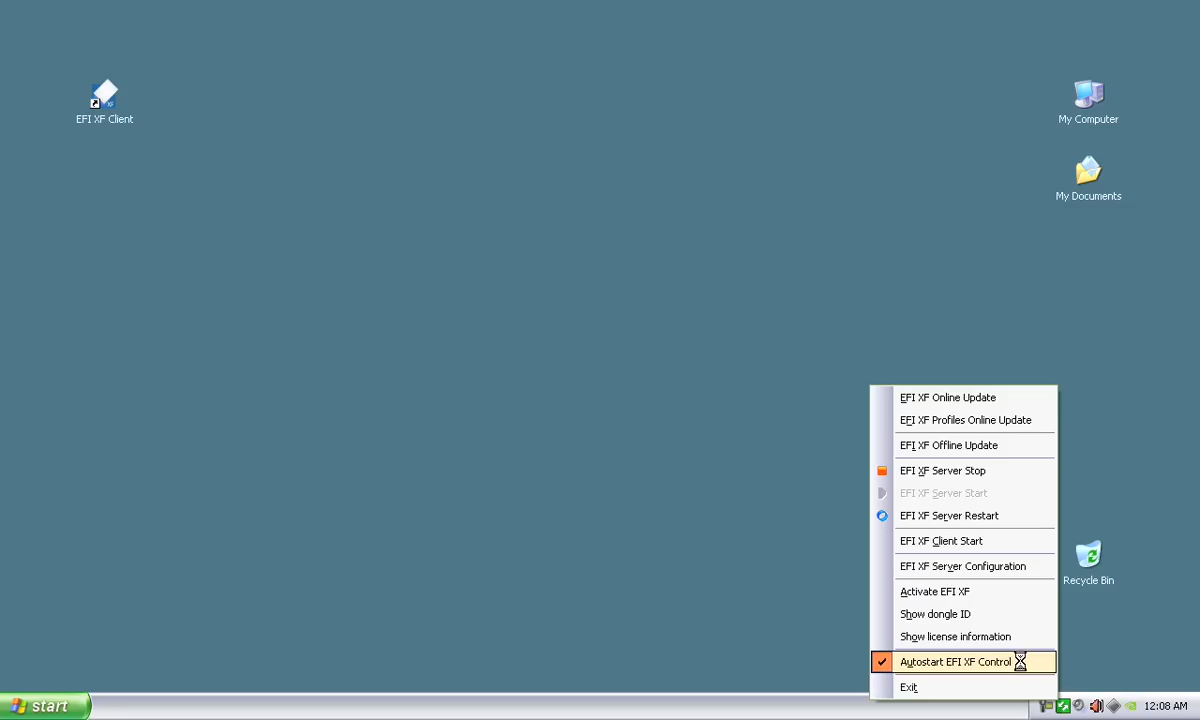 EFI XF Client
My Computer
My Documents
EFI XF Online Update
EFI XF Profiles Online Update
EFI XF Offline Update
EFI XF Server Stop
EFI XF Server Start
EFI XF Server Restart
EFI XF Client Start
EFI XF Server Configuration
Activate EFI XF
Show dongle ID
Show license information
Autostart EFI XF Control
Exit
Recycle Bin
start
12:08 AM